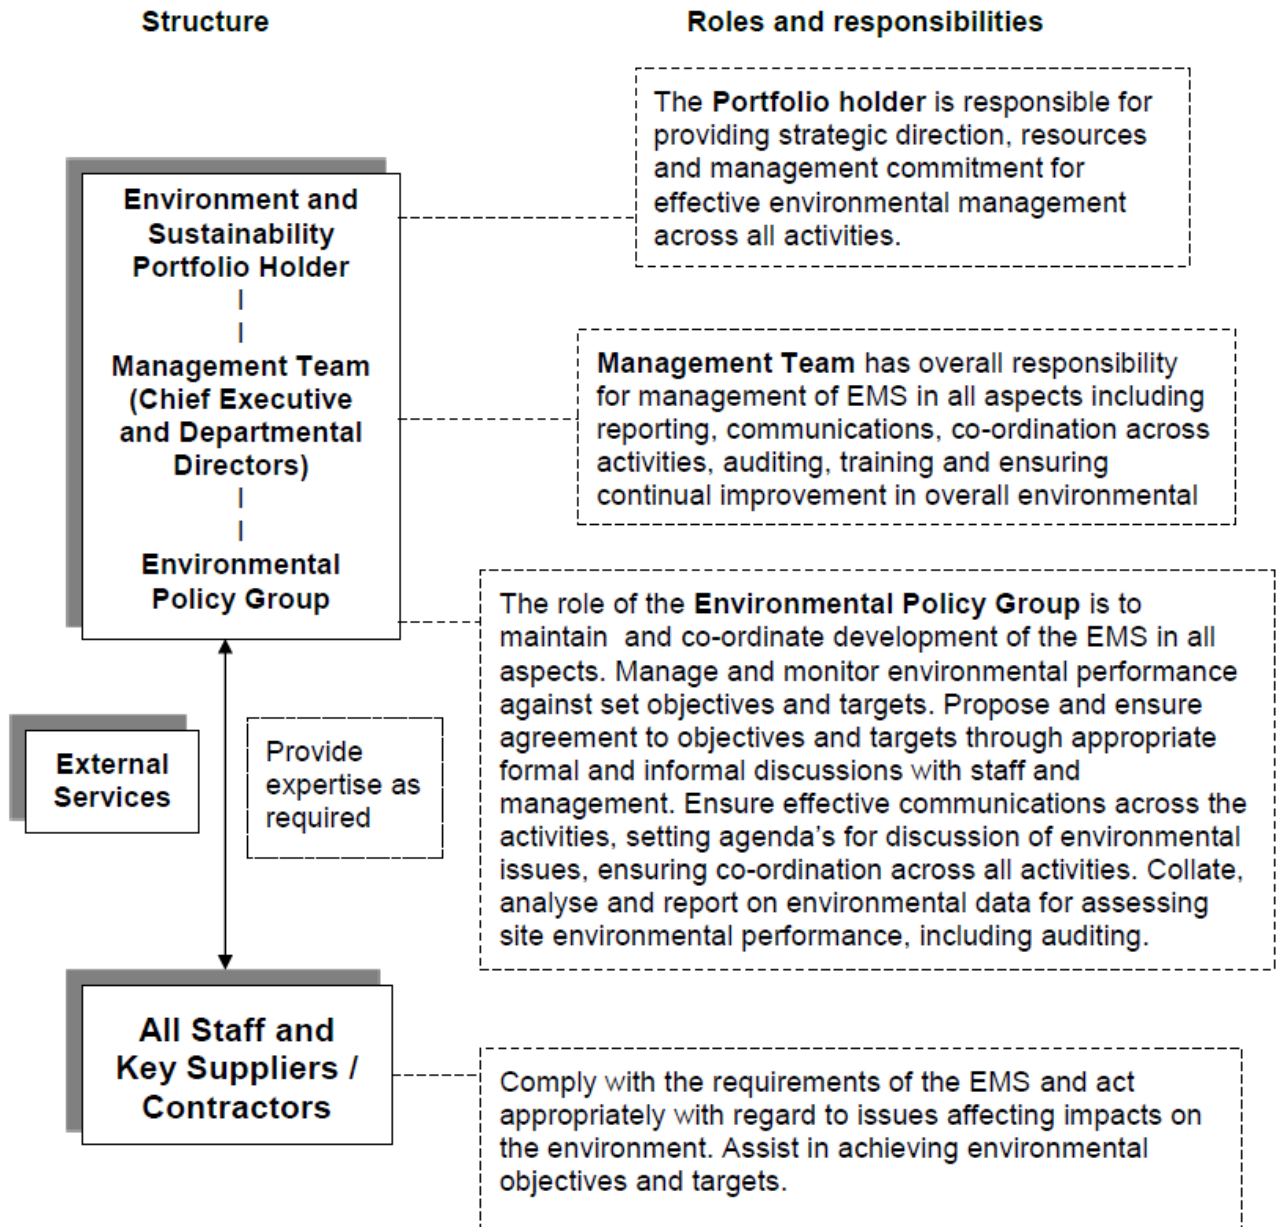 Structure
Roles and responsibilities
The Portfolio holder is responsible for
providing strategic direction, resources
and management commitment for
effective environmental management
across all activities.
Environment and
Sustainability
Portfolio Holder
|
|
Management Team
(Chief Executive
and Departmental
Directors)
|
|
Environmental
Policy Group
Management Team has overall responsibility
for management of EMS in all aspects including
reporting, communications, co-ordination across
activities, auditing, training and ensuring
continual improvement in overall environmental
The role of the Environmental Policy Group is to
maintain  and co-ordinate development of the EMS in all
aspects. Manage and monitor environmental performance
against set objectives and targets. Propose and ensure
agreement to objectives and targets through appropriate
formal and informal discussions with staff and
management. Ensure effective communications across the
activities, setting agenda’s for discussion of environmental
issues, ensuring co-ordination across all activities. Collate,
analyse and report on environmental data for assessing
site environmental performance, including auditing.
External
Services
Provide
expertise as
required
All Staff and
Key Suppliers /
Contractors
Comply with the requirements of the EMS and act
appropriately with regard to issues affecting impacts on
the environment. Assist in achieving environmental
objectives and targets.